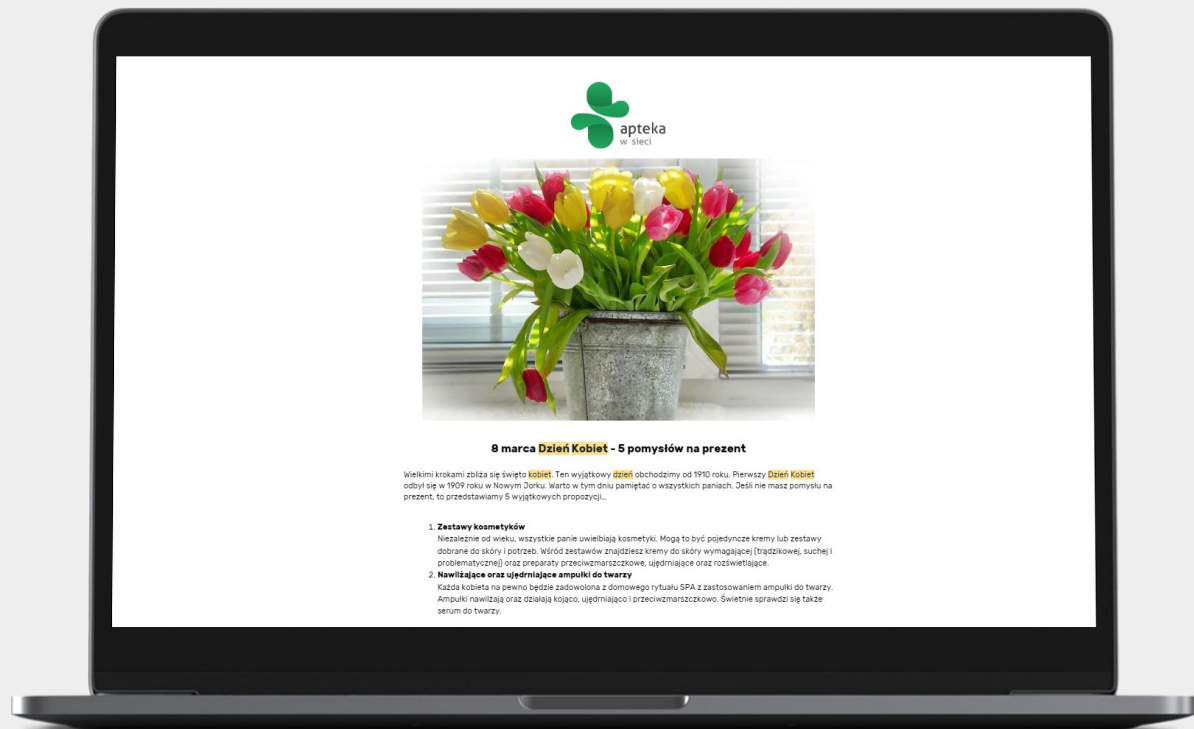 apteka
w sieci
8 marca Dzień Kobiet - 5 pomysłów na prezent
Wielkimi krokami zbliża się święto kobiet. Ten wyjątkowy dzień obchodzimy od 1910 roku. Pierwszy Dzień Kobiet
odbył się w 1909 roku w Nowym Jorku. Warto w tym dniu pamiętać o wszystkich paniach. Jeśli nie masz pomysłu na
prezent, to przedstawiamy 5 wyjątkowych propozycji...
1. Zestawy kosmetyków
Niezależnie od wieku, wszystkie panie uwielbiają kosmetyki. Mogą to być pojedyncze kremy lub zestawy
dobrane do skóry i potrzeb. Wśród zestawów znajdziesz kremy do skóry wymagającej (trądzikowej, suchej i
problematycznej) oraz preparaty przeciwzmarszczkowe, ujędrniające oraz rozświetlające.
2. Nawilżające oraz ujędrniające ampułki do twarzy
Każda kobieta na pewno będzie zadowolona z domowego rytuału SPA z zastosowaniem ampułki do twarzy.
Ampułki nawilżają oraz działają kojąco, ujędrniająco i przeciwzmarszczkowo. Świetnie sprawdzi się także
serum do twarzy.